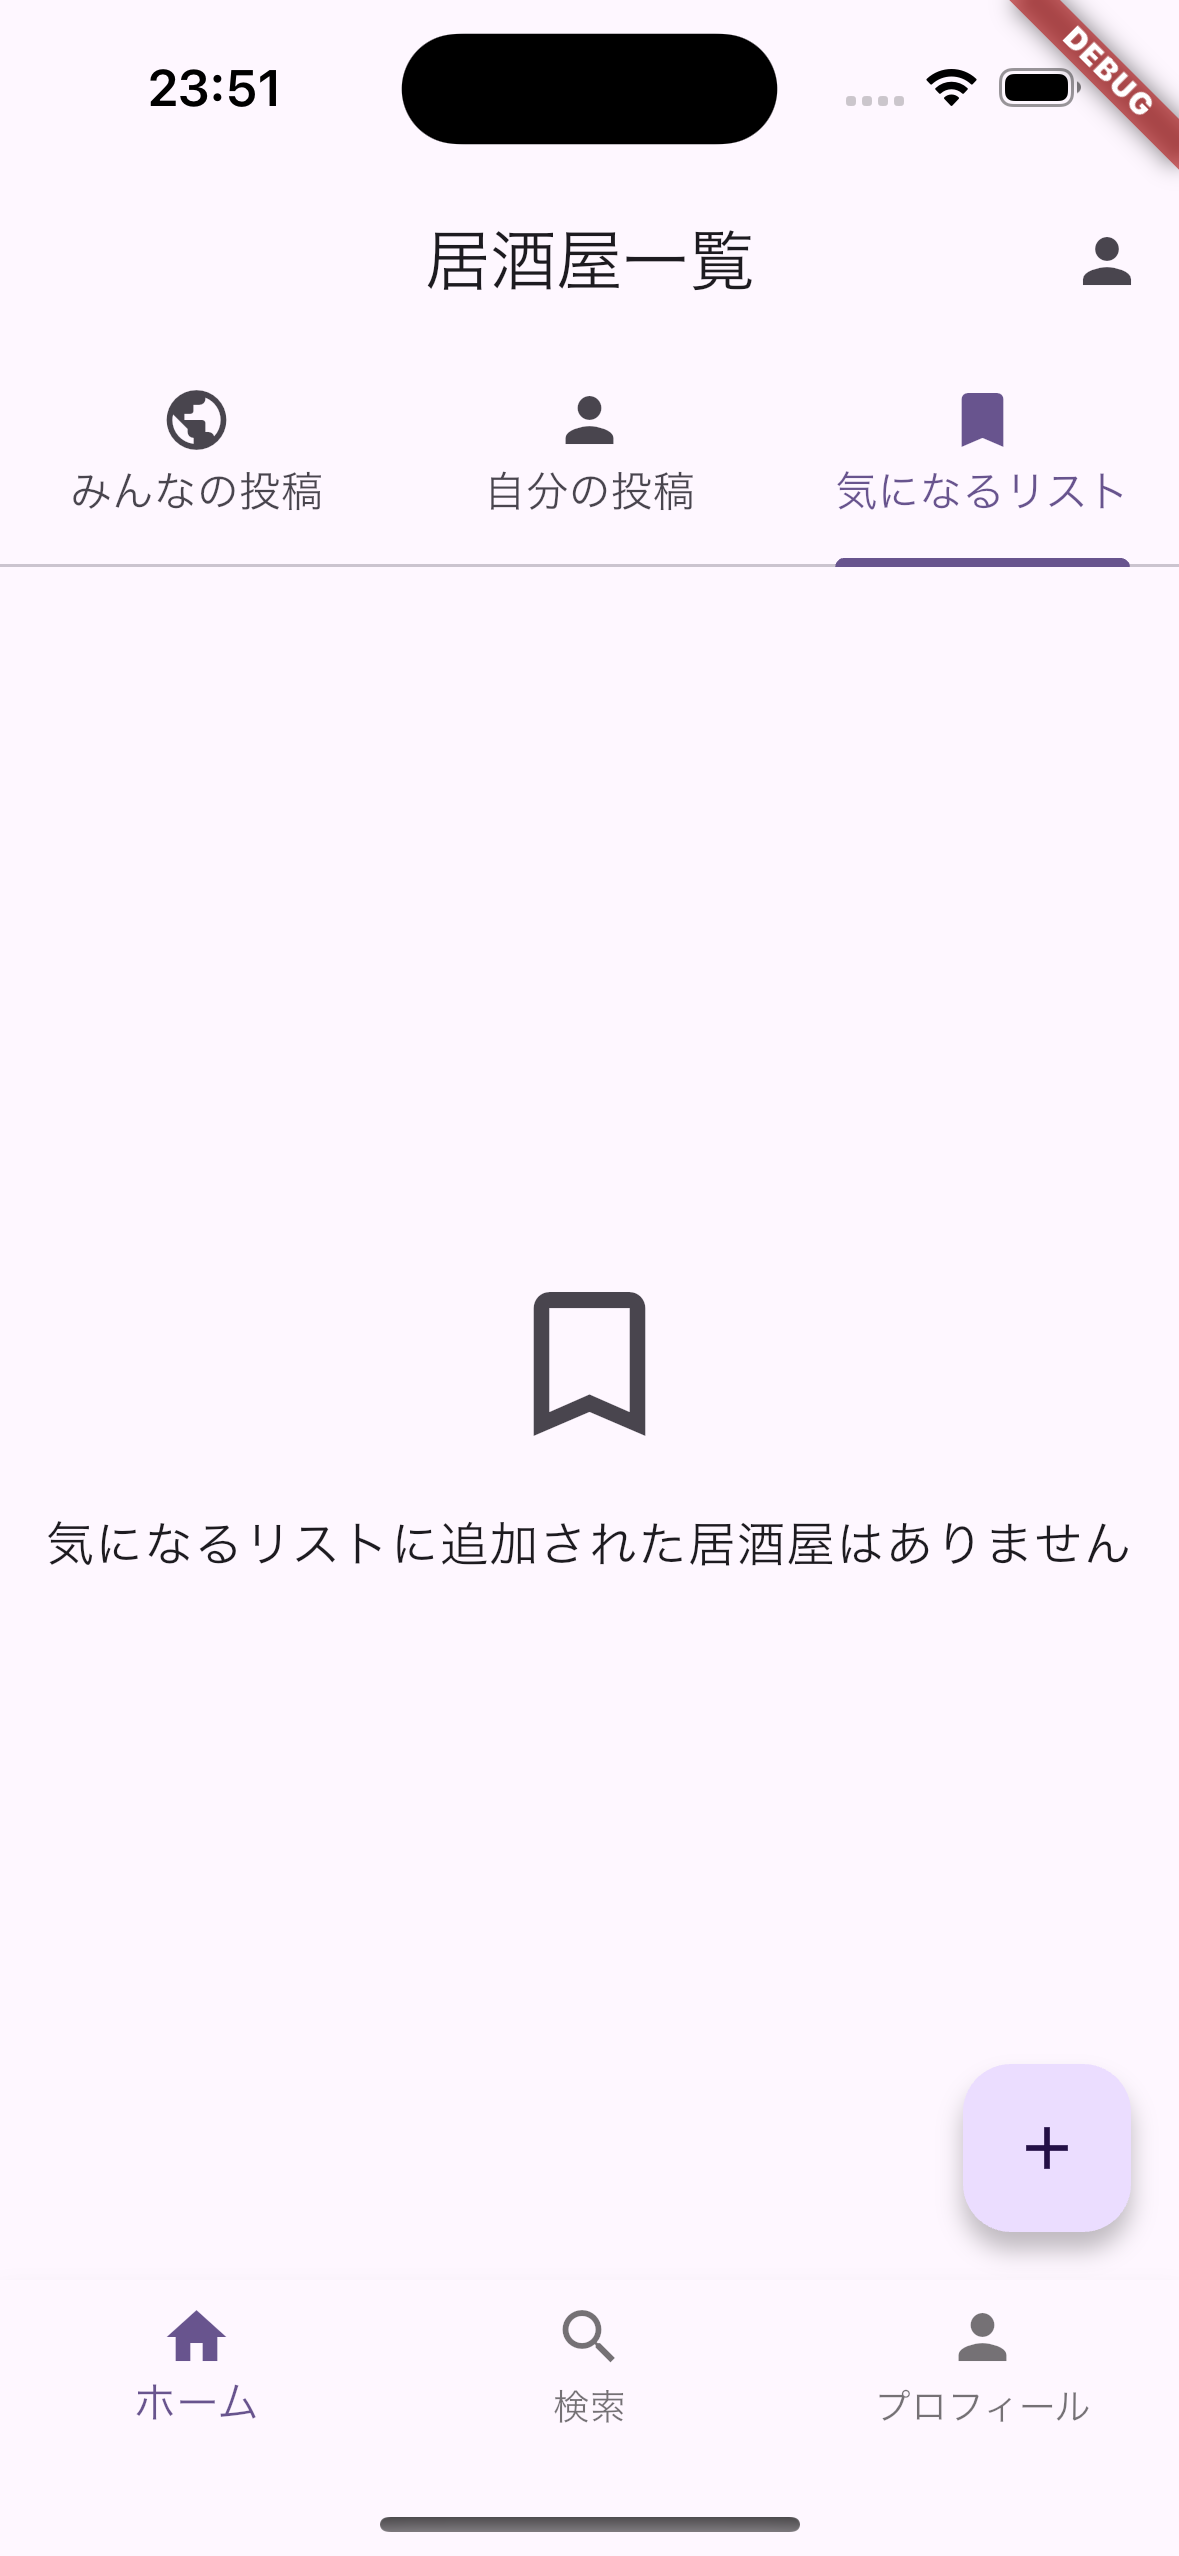 23:51
DEBUG
居酒屋一覧
みんなの投稿
自分の投稿
気になるリスト
気になるリストに追加された居酒屋はありません
ホーム
検索
プロフィール